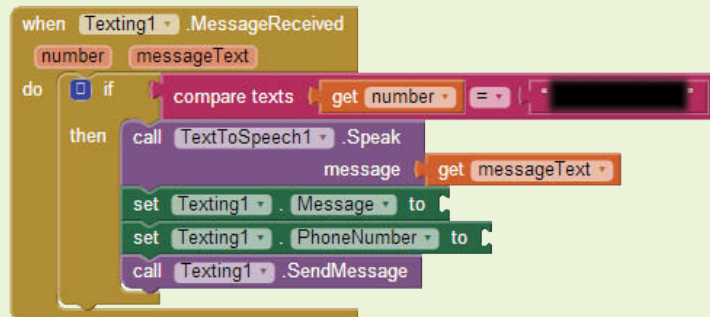 when Texting1 .MessageReceived
number messageText
do if compare texts get number = " "
then call TextToSpeech1 .Speak
message get messageText
set Texting1 . Message to
set Texting1 . PhoneNumber to
call Texting1 .SendMessage